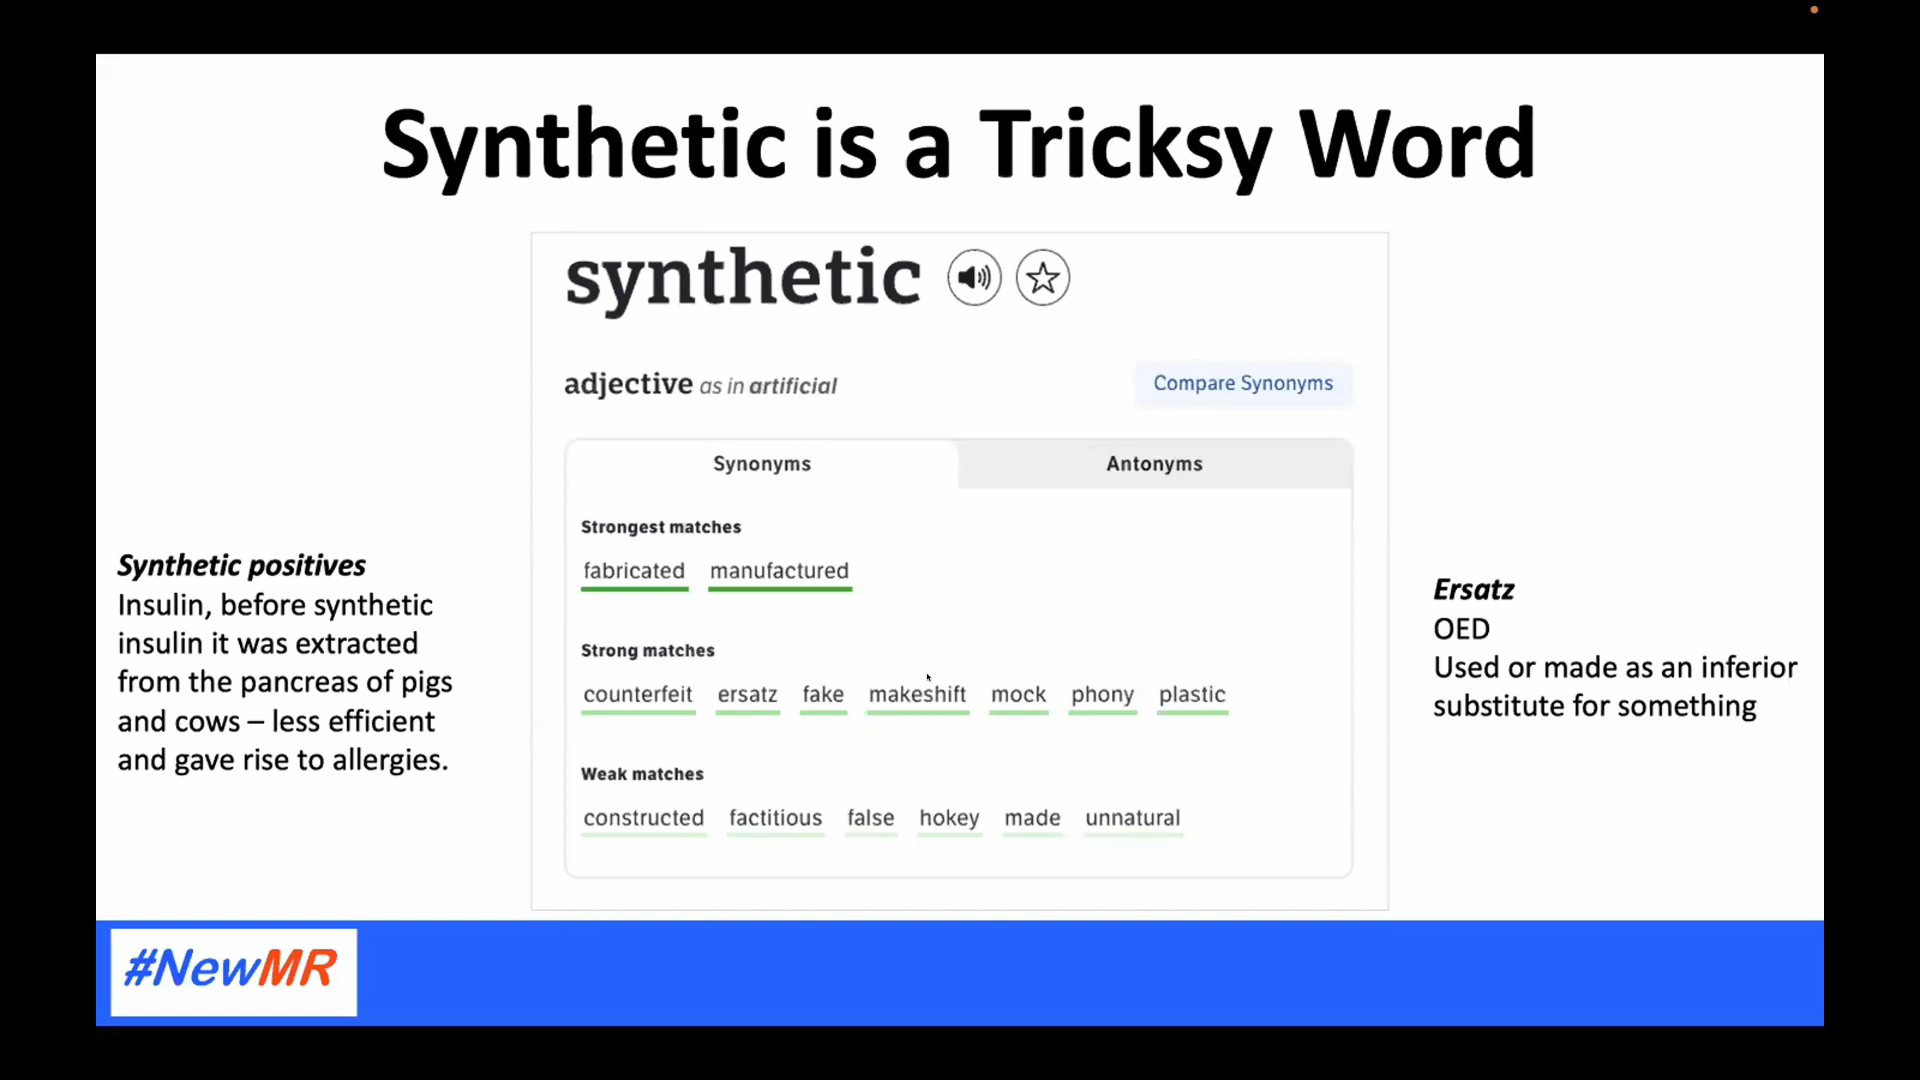 Synthetic is a Tricksy Word
synthetic
adjective as in artificial
Compare Synonyms
Synonyms
Antonyms
Strongest matches
fabricated manufactured
Strong matches
counterfeit ersatz fake makeshift mock phony plastic
Weak matches
constructed factitious false hokey made unnatural
Synthetic positives
Insulin, before synthetic
insulin it was extracted
from the pancreas of pigs
and cows – less efficient
and gave rise to allergies.
Ersatz
OED
Used or made as an inferior
substitute for something
#NewMR